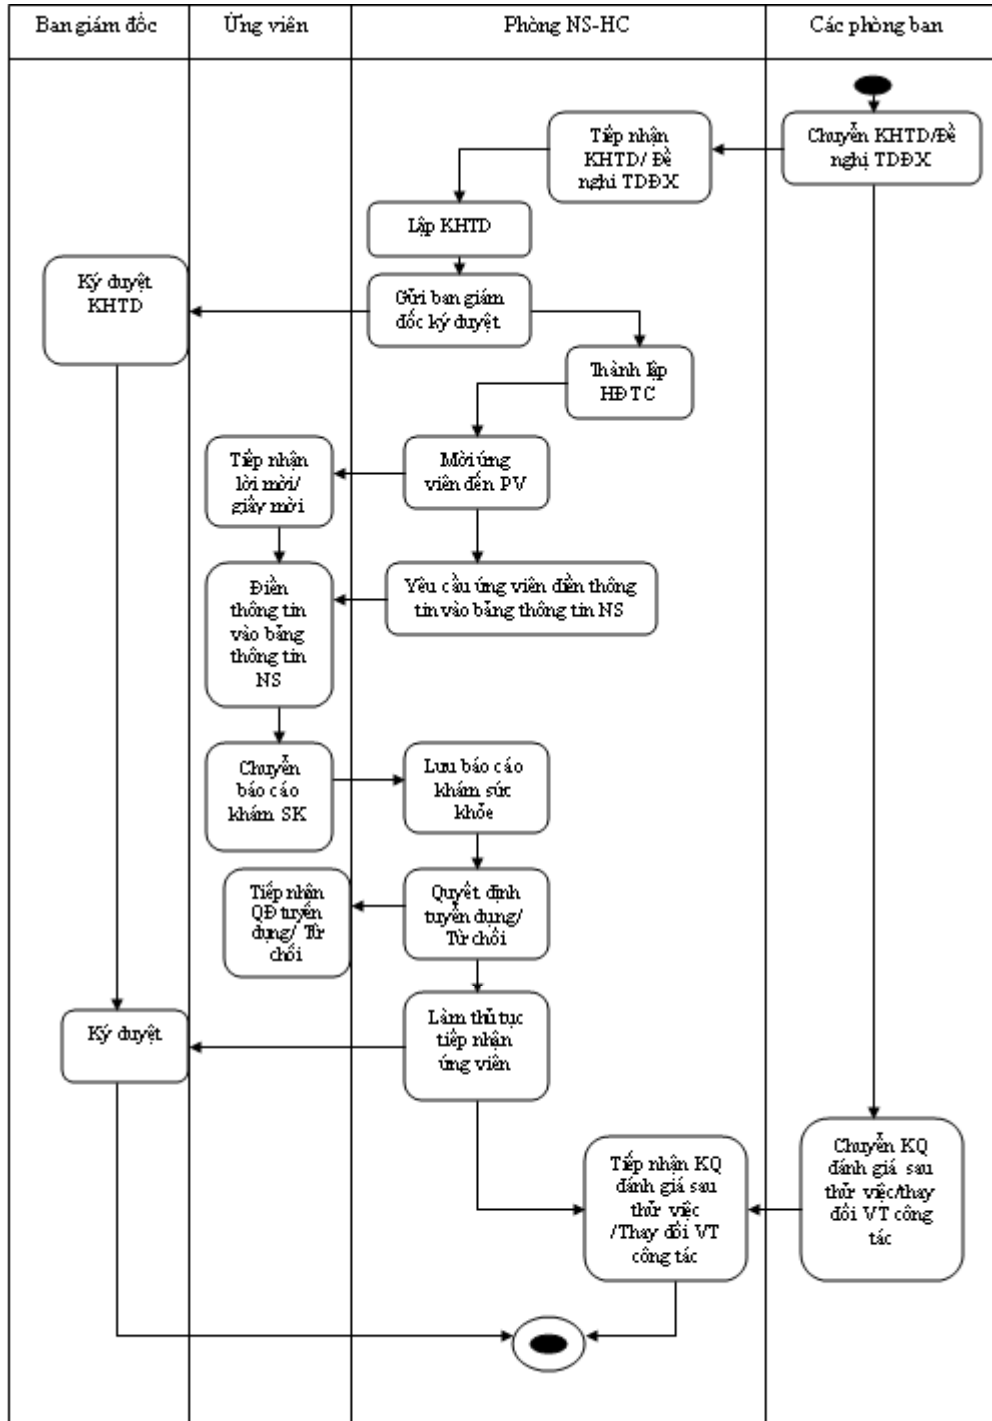 Ban giám đốc
Ứng viên
Phòng NS-HC
Các phòng ban
Chuyển KHTD/Đề
nghị TDĐX
Tiếp nhận
KHTD/ Đề
nghị TDĐX
Lập KHTD
Gửi ban giám
đốc ký duyệt
Ký duyệt
KHTD
Thành lập
HĐTC
Mời ứng
viên đến PV
Tiếp nhận
lời mời/
giấy mời
Yêu cầu ứng viên điền thông
tin vào bảng thông tin NS
Điền
thông tin
vào bảng
thông tin
NS
Chuyển
báo cáo
khám SK
Lưu báo cáo
khám sức
khỏe
Quyết định
tuyển dụng/
Từ chối
Tiếp nhận
QĐ tuyển
dụng/ Từ
chối
Làm thủ tục
tiếp nhận
ứng viên
Ký duyệt
Chuyển KQ
đánh giá sau
thử việc/thay
đổi VT công
tác
Tiếp nhận KQ
đánh giá sau
thử việc
/Thay đổi VT
công tác